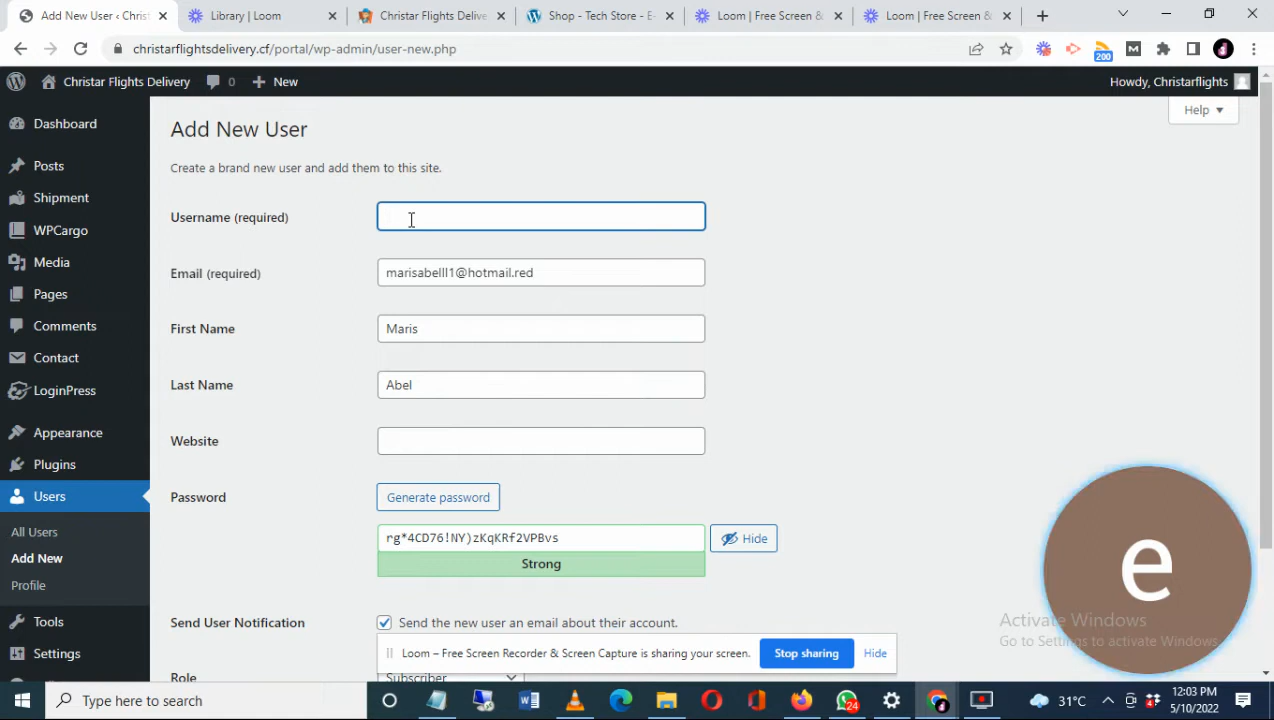 Add New User < Christ
Library | Loom
Christar Flights Delive
Shop - Tech Store - E-
Loom | Free Screen &
Loom | Free Screen &
christarflightsdelivery.cf/portal/wp-admin/user-new.php
200
M
Christar Flights Delivery
0
New
Howdy, Christarflights
Dashboard
Posts
Shipment
WPCargo
Media
Pages
Comments
Contact
LoginPress
Appearance
Plugins
Users
All Users
Add New
Profile
Tools
Settings
Help
Add New User
Create a brand new user and add them to this site.
Username (required)
Email (required)
marisabelll1@hotmail.red
First Name
Maris
Last Name
Abel
Website
Password
Generate password
rg*4CD76!NY)zKqKRf2VPBvs
Hide
Strong
Send User Notification
Send the new user an email about their account.
Loom – Free Screen Recorder & Screen Capture is sharing your screen.
Stop sharing
Hide
Role
Subscriber
e
Activate Windows
Go to Settings to activate Windows.
Type here to search
24
31°C
12:03 PM
5/10/2022